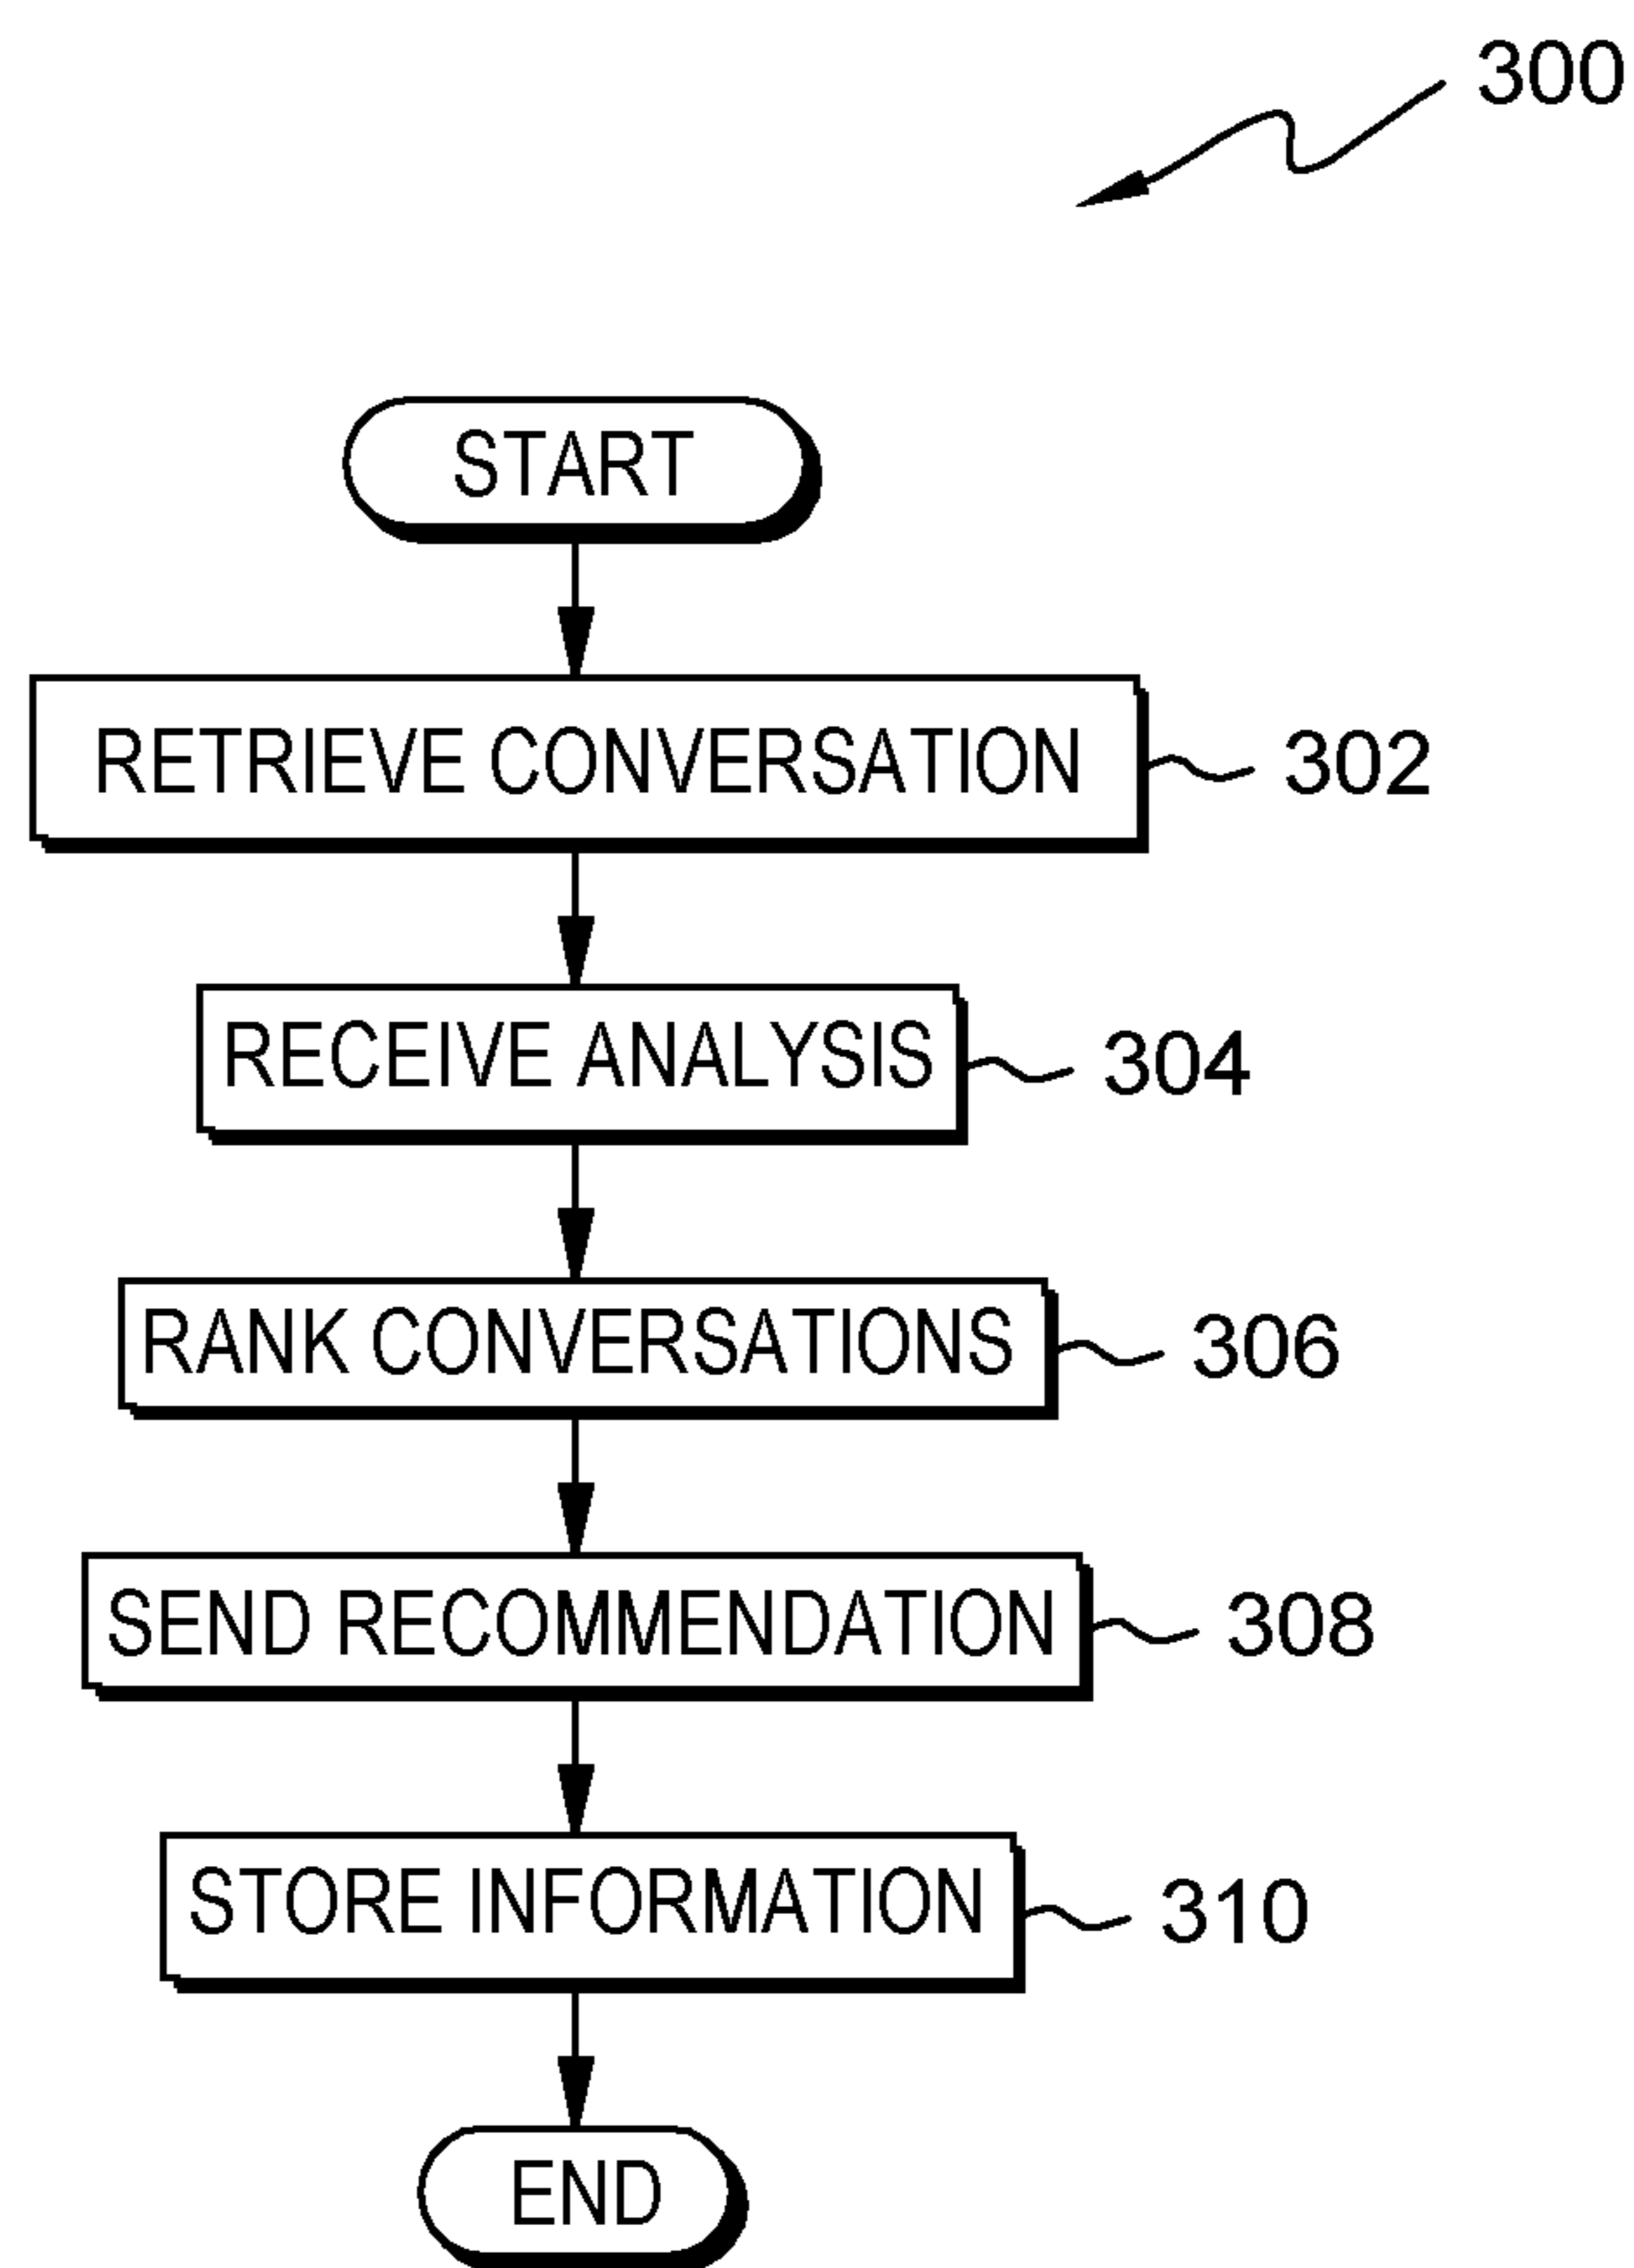 300
START
RETRIEVE CONVERSATION 302
RECEIVE ANALYSIS 304
RANK CONVERSATIONS 306
SEND RECOMMENDATION 308
STORE INFORMATION 310
END